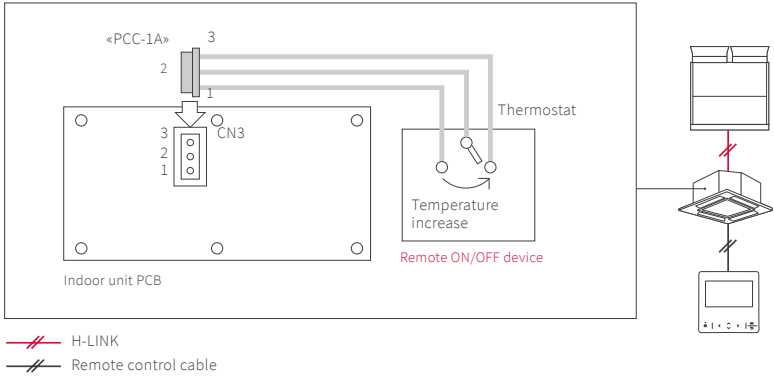 «PCC-1A»
3
2
1
Thermostat
3
CN3
2
1
Temperature
increase
Remote ON/OFF device
Indoor unit PCB
H-LINK
Remote control cable